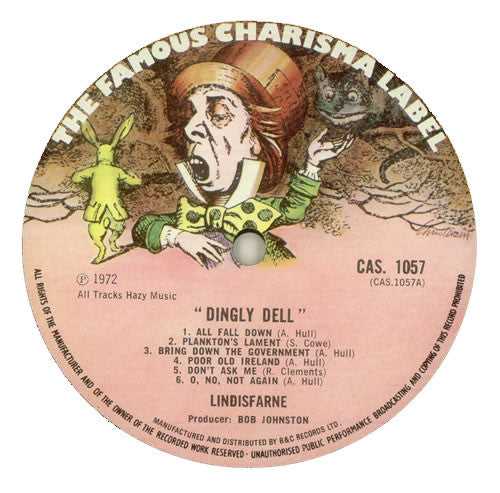 THE FAMOUS CHARISMA LABEL
℗ 1972
All Tracks Hazy Music
CAS. 1057
(CAS.1057A)
"DINGLY DELL"
1. ALL FALL DOWN (A. Hull)
2. PLANKTON'S LAMENT (S. Cowe)
3. BRING DOWN THE GOVERNMENT (A. Hull)
4. POOR OLD IRELAND (A. Hull)
5. DON'T ASK ME (R. Clements)
6. O, NO, NOT AGAIN (A. Hull)
LINDISFARNE
Producer: BOB JOHNSTON
MANUFACTURED AND DISTRIBUTED BY B&C RECORDS LTD.
ALL RIGHTS OF THE MANUFACTURER AND OF THE OWNER OF THE RECORDED WORK RESERVED — UNAUTHORISED PUBLIC PERFORMANCE BROADCASTING AND COPYING OF THIS RECORD PROHIBITED